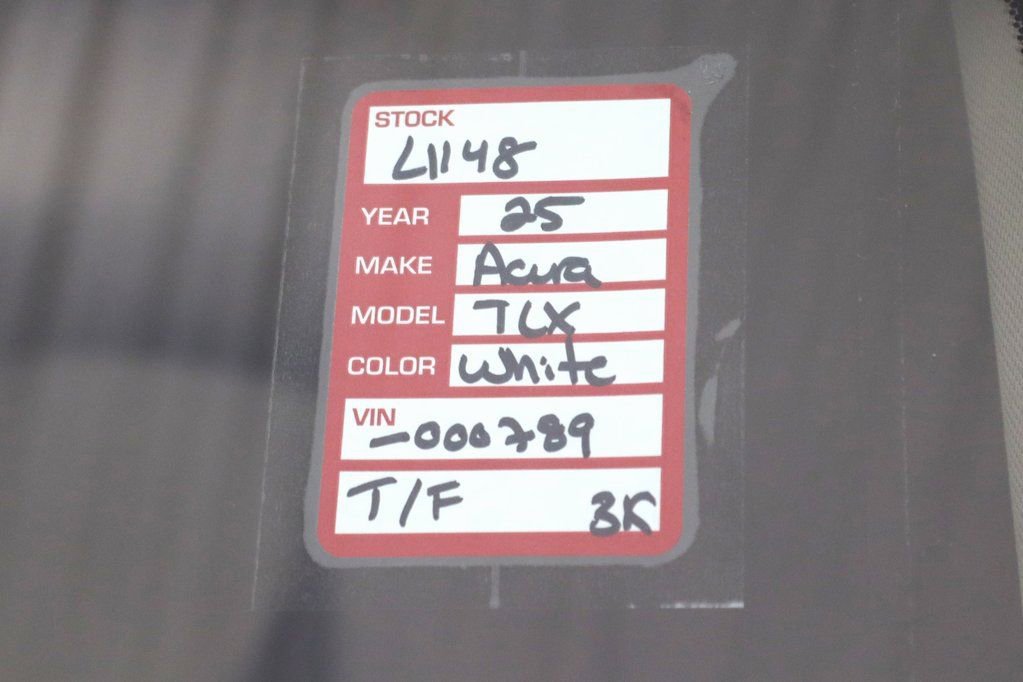 STOCK
L1148
YEAR 25
MAKE Acura
MODEL TLX
COLOR White
VIN
-000789
T/F 3K